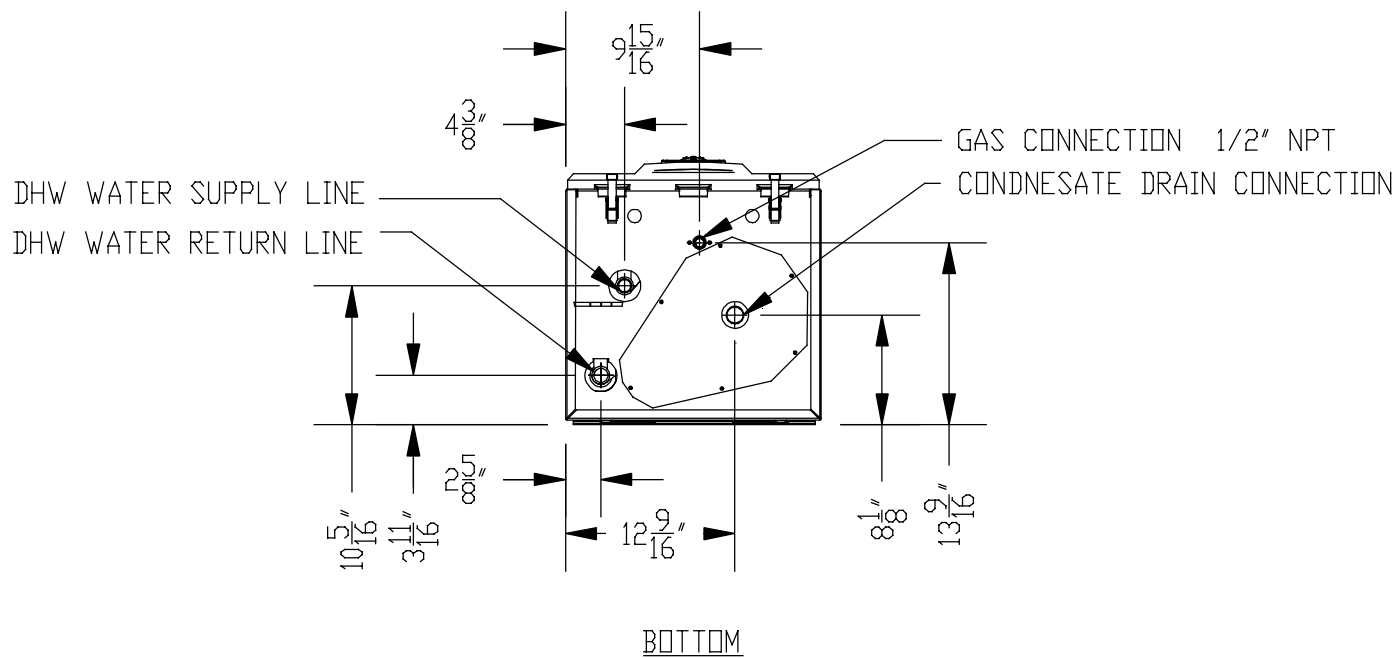 9 15/16"
4 3/8"
GAS CONNECTION 1/2" NPT
CONDNESATE DRAIN CONNECTION
DHW WATER SUPPLY LINE
DHW WATER RETURN LINE
2 5/8"
12 9/16"
10 5/16"
3 11/16"
8 1/8"
13 9/16"
BOTTOM